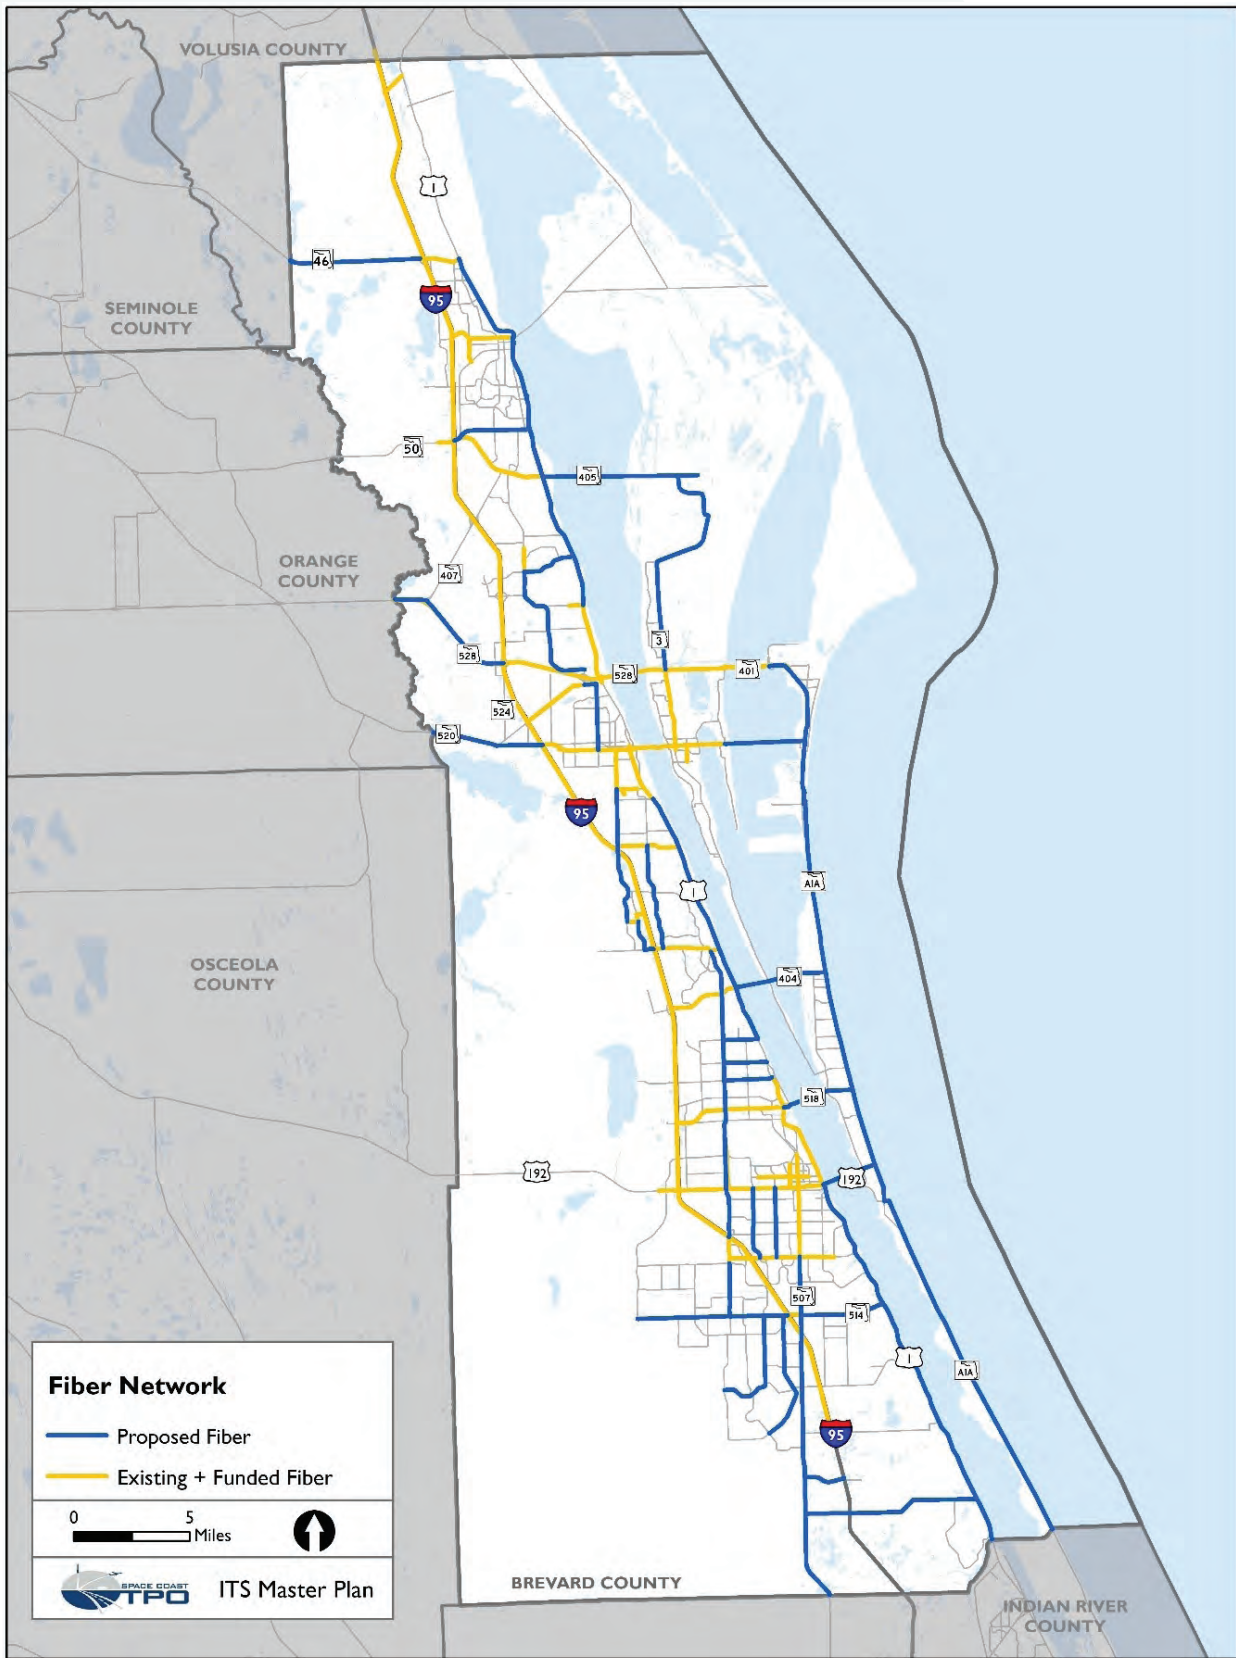 VOLUSIA COUNTY
1
46
95
SEMINOLE
COUNTY
50
405
ORANGE
COUNTY
407
3
528
528
401
524
520
95
1
A1A
OSCEOLA
COUNTY
404
518
192
192
507
514
1
A1A
95
Fiber Network
Proposed Fiber
Existing + Funded Fiber
0 5
Miles
SPACE COAST
TPO
ITS Master Plan
BREVARD COUNTY
INDIAN RIVER
COUNTY